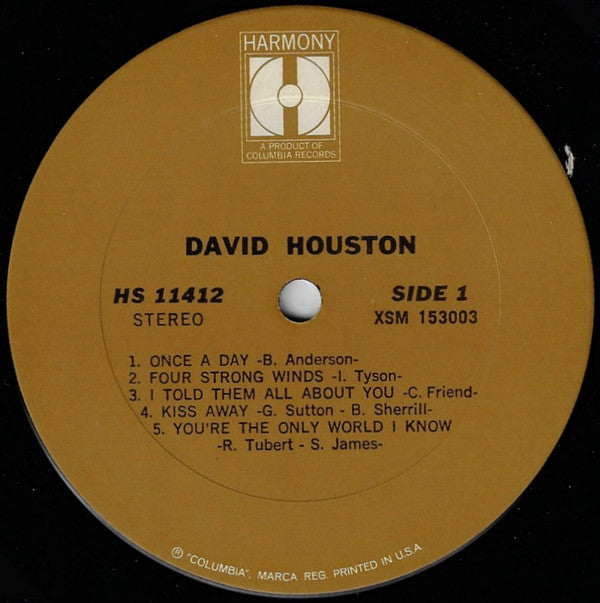 HARMONY
A PRODUCT OF
COLUMBIA RECORDS
DAVID HOUSTON
HS 11412
SIDE 1
STEREO
XSM 153003
1. ONCE A DAY -B. Anderson-
2. FOUR STRONG WINDS -I. Tyson-
3. I TOLD THEM ALL ABOUT YOU -C. Friend-
4. KISS AWAY -G. Sutton - B. Sherrill-
5. YOU'RE THE ONLY WORLD I KNOW
-R. Tubert - S. James-
® "COLUMBIA", MARCA REG. PRINTED IN U.S.A.